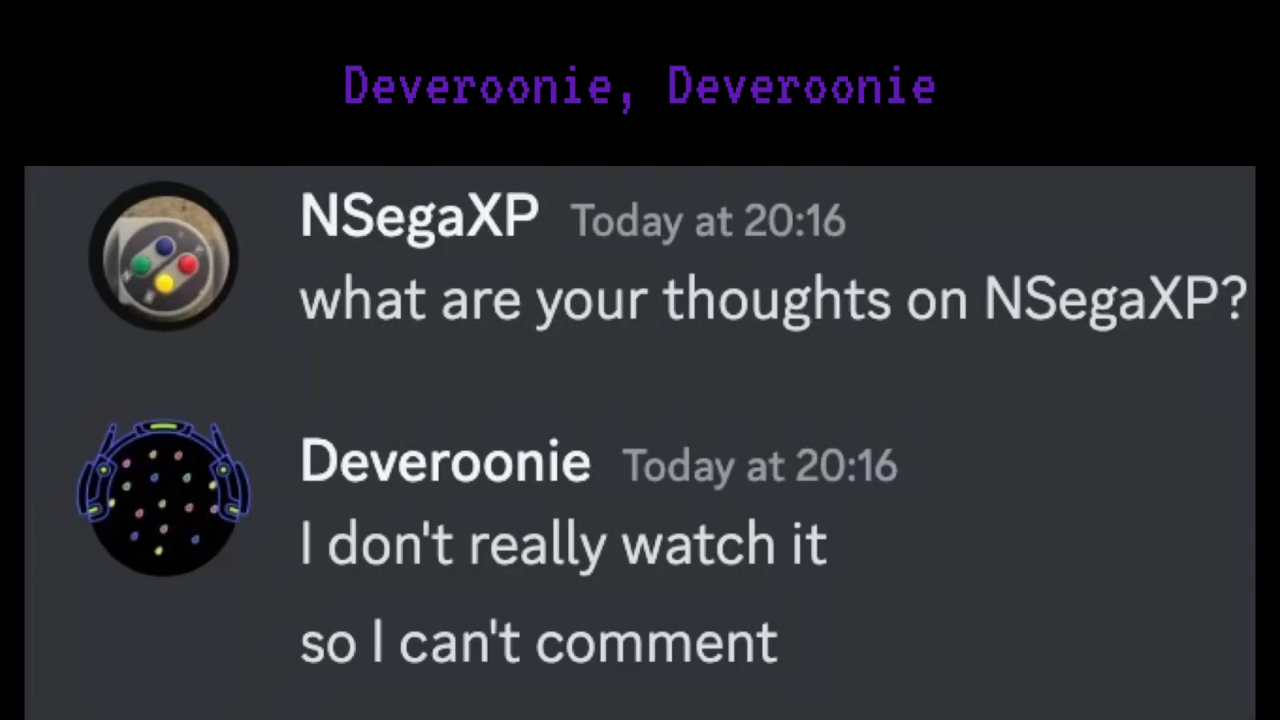 Deveroonie, Deveroonie
NSegaXP Today at 20:16
what are your thoughts on NSegaXP?
Deveroonie Today at 20:16
I don't really watch it
so I can't comment